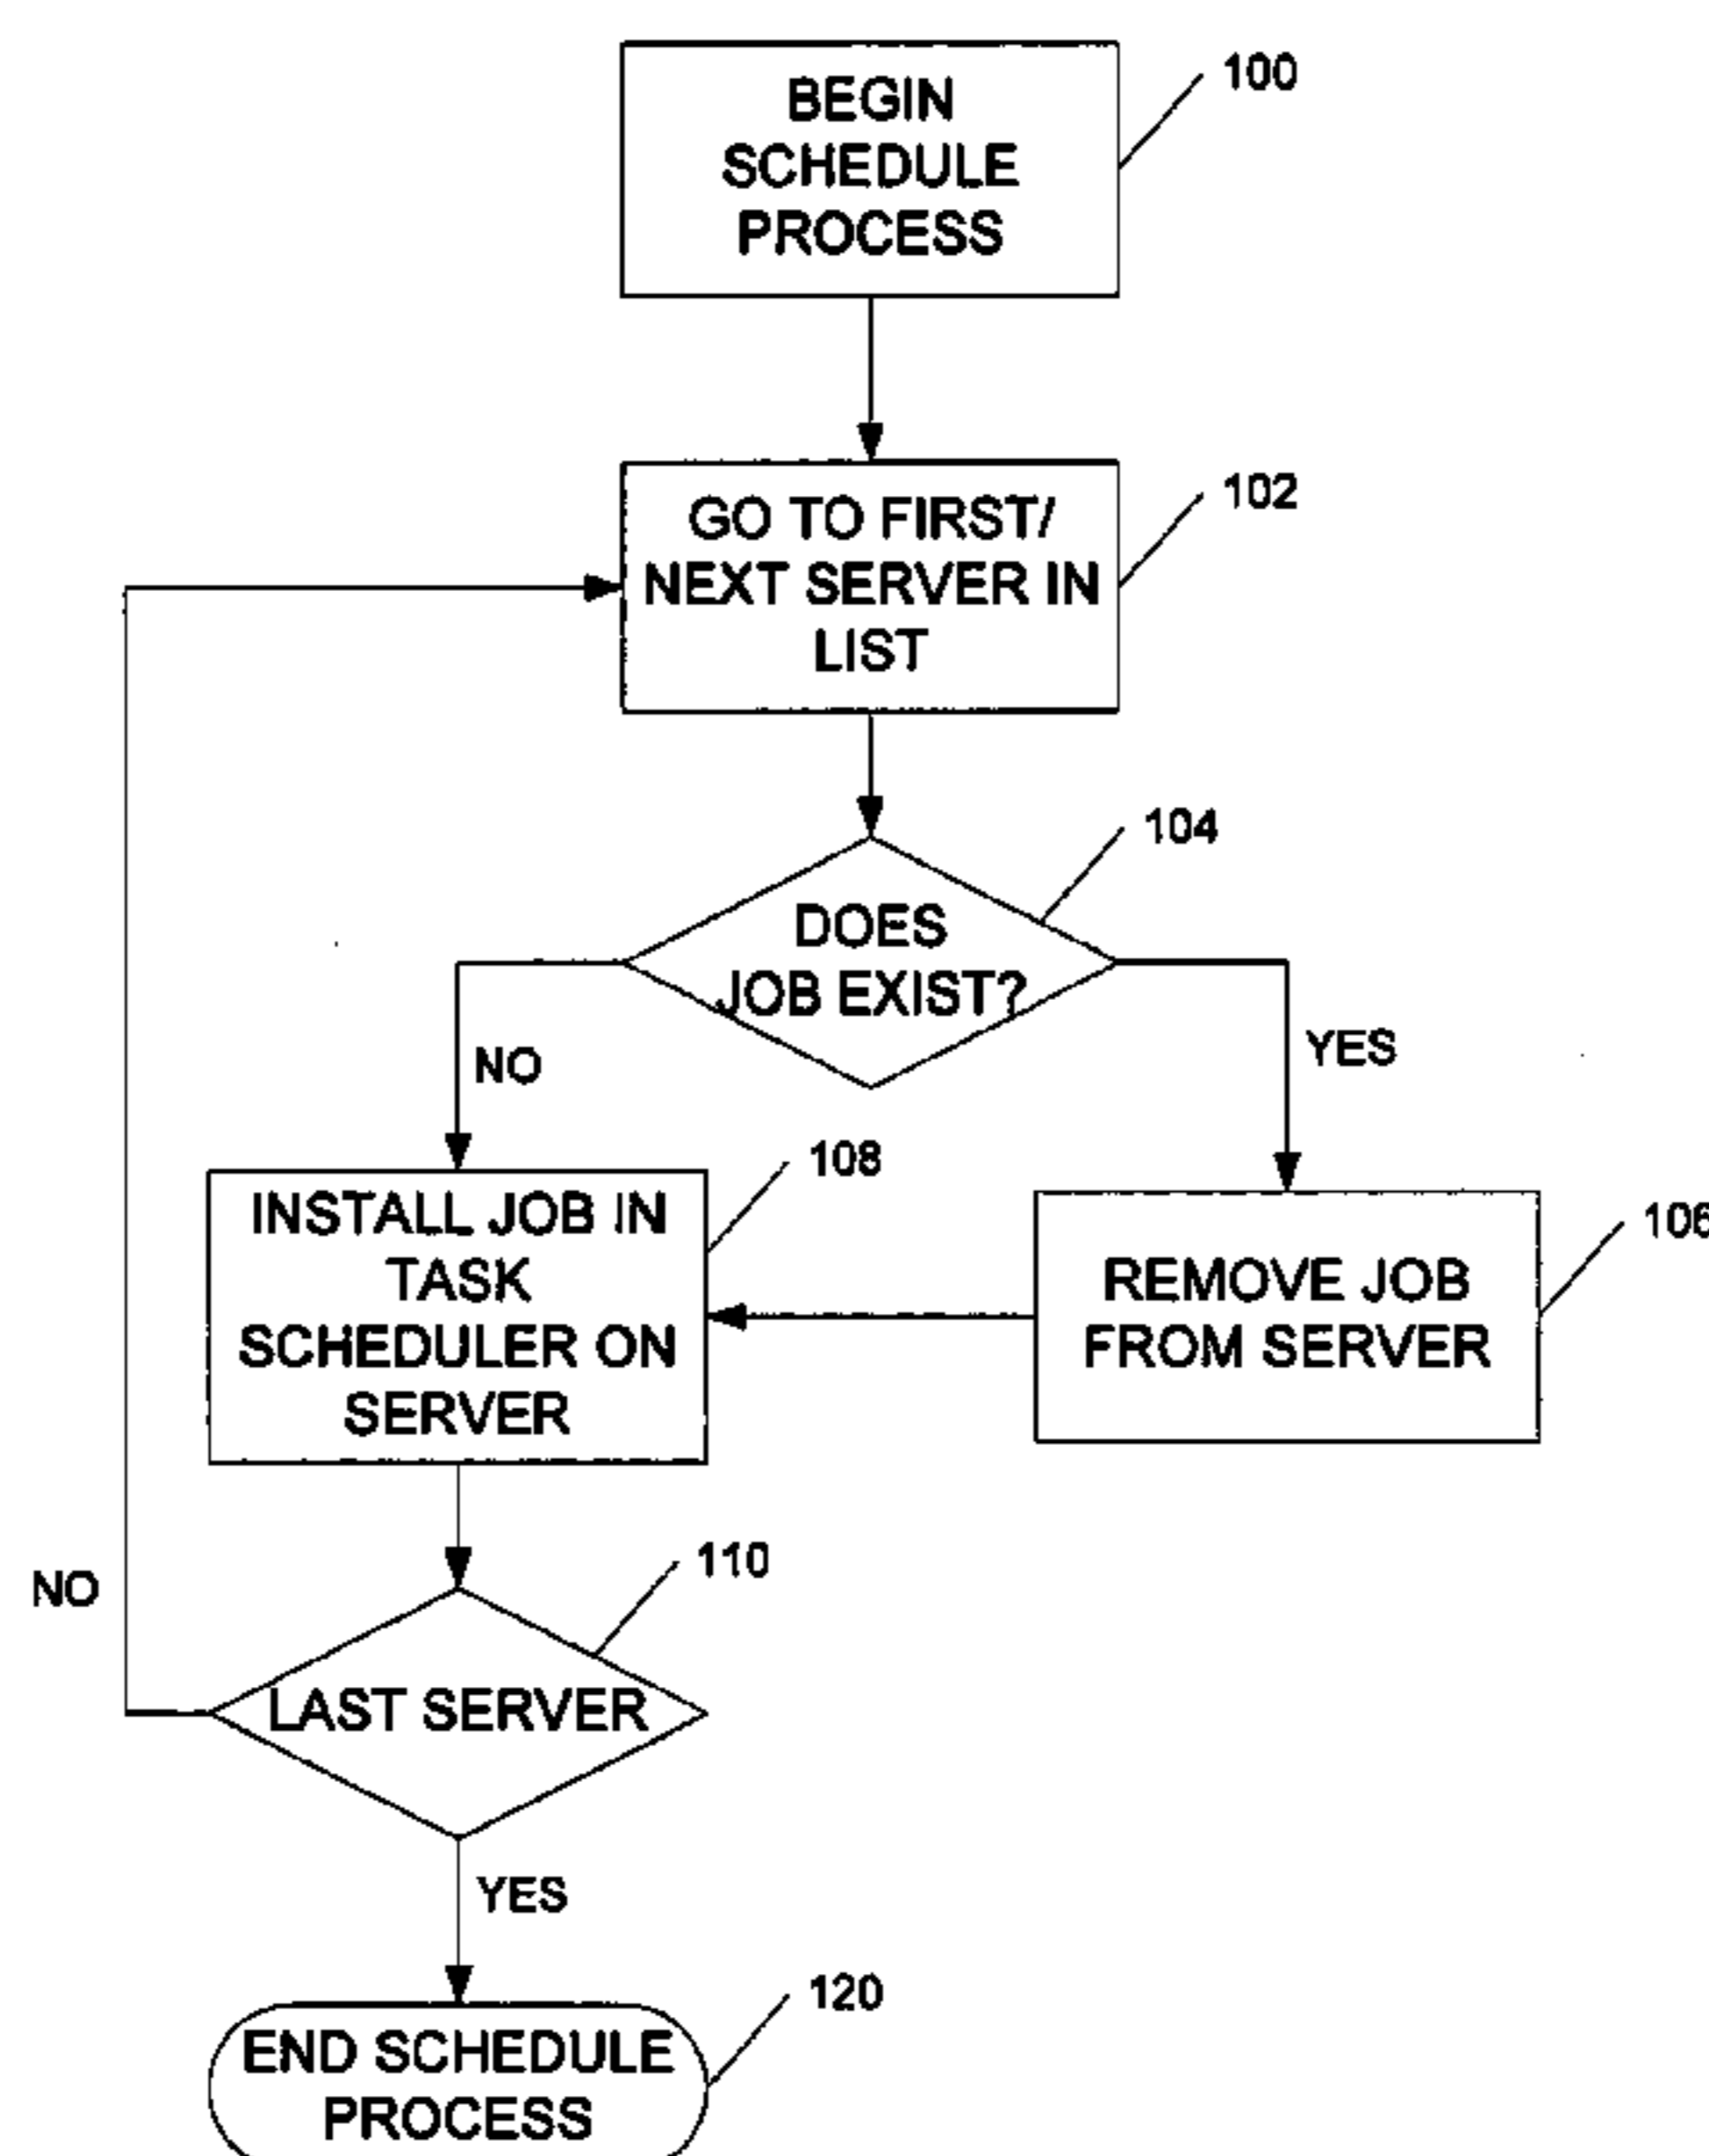 BEGIN
SCHEDULE
PROCESS
100
GO TO FIRST/
NEXT SERVER IN
LIST
102
DOES
JOB EXIST?
104
NO
YES
INSTALL JOB IN
TASK
SCHEDULER ON
SERVER
108
REMOVE JOB
FROM SERVER
106
LAST SERVER
110
NO
YES
END SCHEDULE
PROCESS
120